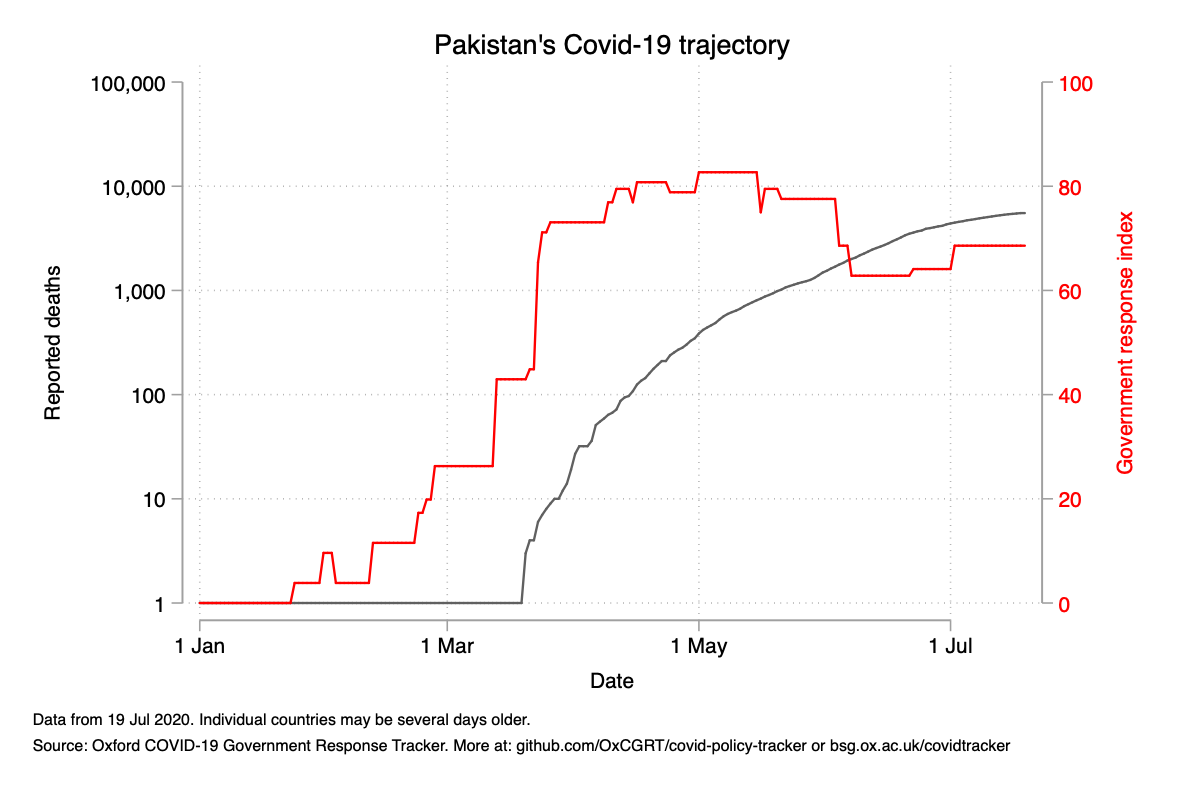 Pakistan's Covid-19 trajectory
100,000
10,000
1,000
100
10
1
Reported deaths
100
80
60
40
20
0
Government response index
1 Jan
1 Mar
1 May
1 Jul
Date
Data from 19 Jul 2020. Individual countries may be several days older.
Source: Oxford COVID-19 Government Response Tracker. More at: github.com/OxCGRT/covid-policy-tracker or bsg.ox.ac.uk/covidtracker